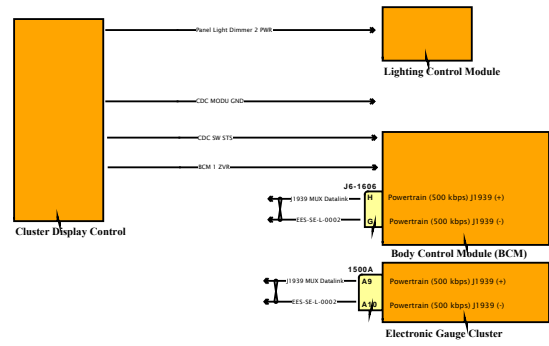 Panel Light Dimmer 2 PWR
Lighting Control Module
CDC MODU GND
CDC SW STS
BCM 1 ZVR
J6-1606
J1939 MUX Datalink H Powertrain (500 kbps) J1939 (+)
EES-SE-L-0002 G Powertrain (500 kbps) J1939 (-)
Cluster Display Control
Body Control Module (BCM)
1500A
J1939 MUX Datalink A9 Powertrain (500 kbps) J1939 (+)
EES-SE-L-0002 A10 Powertrain (500 kbps) J1939 (-)
Electronic Gauge Cluster